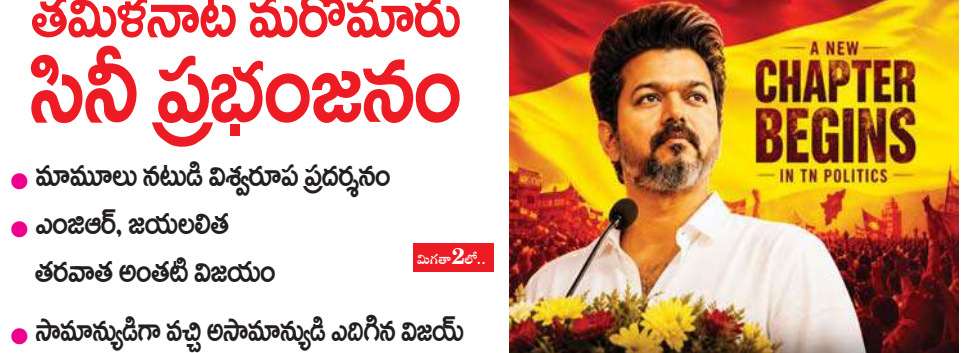 తమిళనాట మరోమారు
సినీ ప్రభంజనం
● మామూలు నటుడి విశ్వరూప ప్రదర్శనం
● ఎంజిఆర్, జయలలిత
తరవాత అంతటి విజయం
మిగతా2లో..
● సామాన్యుడిగా వచ్చి అసామాన్యుడి ఎదిగిన విజయ్
A NEW
CHAPTER
BEGINS
IN TN POLITICS